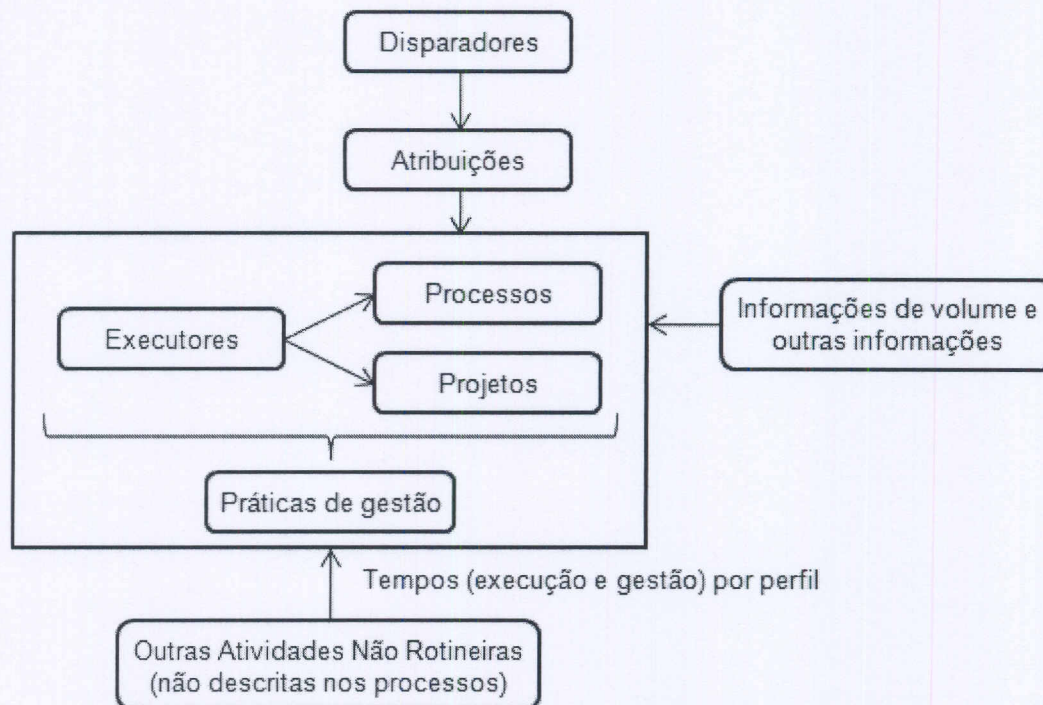 Disparadores
Atribuições
Processos
Executores
Projetos
Informações de volume e
outras informações
Práticas de gestão
Tempos (execução e gestão) por perfil
Outras Atividades Não Rotineiras
(não descritas nos processos)